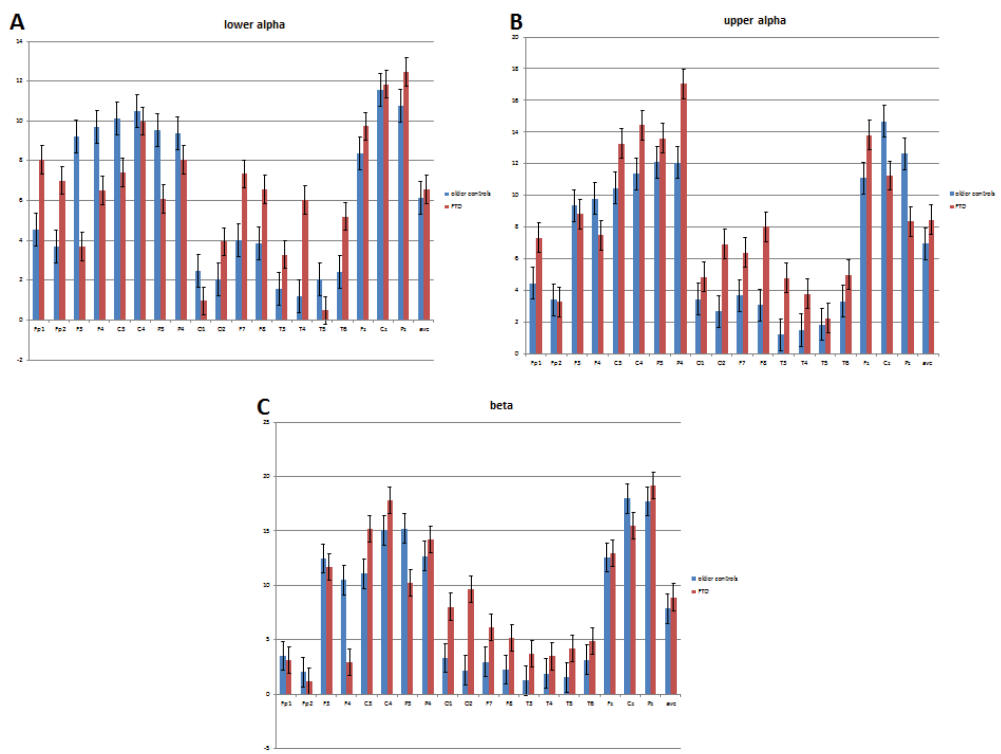 A
lower alpha
14
12
10
8
6
4
2
0
-2
Fp1 Fp2 F3 F4 C3 C4 P3 P4 O1 O2 F7 F8 T3 T4 T5 T6 Fz Cz Pz avc
older controls
FTD
B
upper alpha
20
18
16
14
12
10
8
6
4
2
0
Fp1 Fp2 F3 F4 C3 C4 P3 P4 O1 O2 F7 F8 T3 T4 T5 T6 Fz Cz Pz avc
older controls
FTD
C
beta
25
20
15
10
5
0
-5
Fp1 Fp2 F3 F4 C3 C4 P3 P4 O1 O2 F7 F8 T3 T4 T5 T6 Fz Cz Pz avc
older controls
FTD